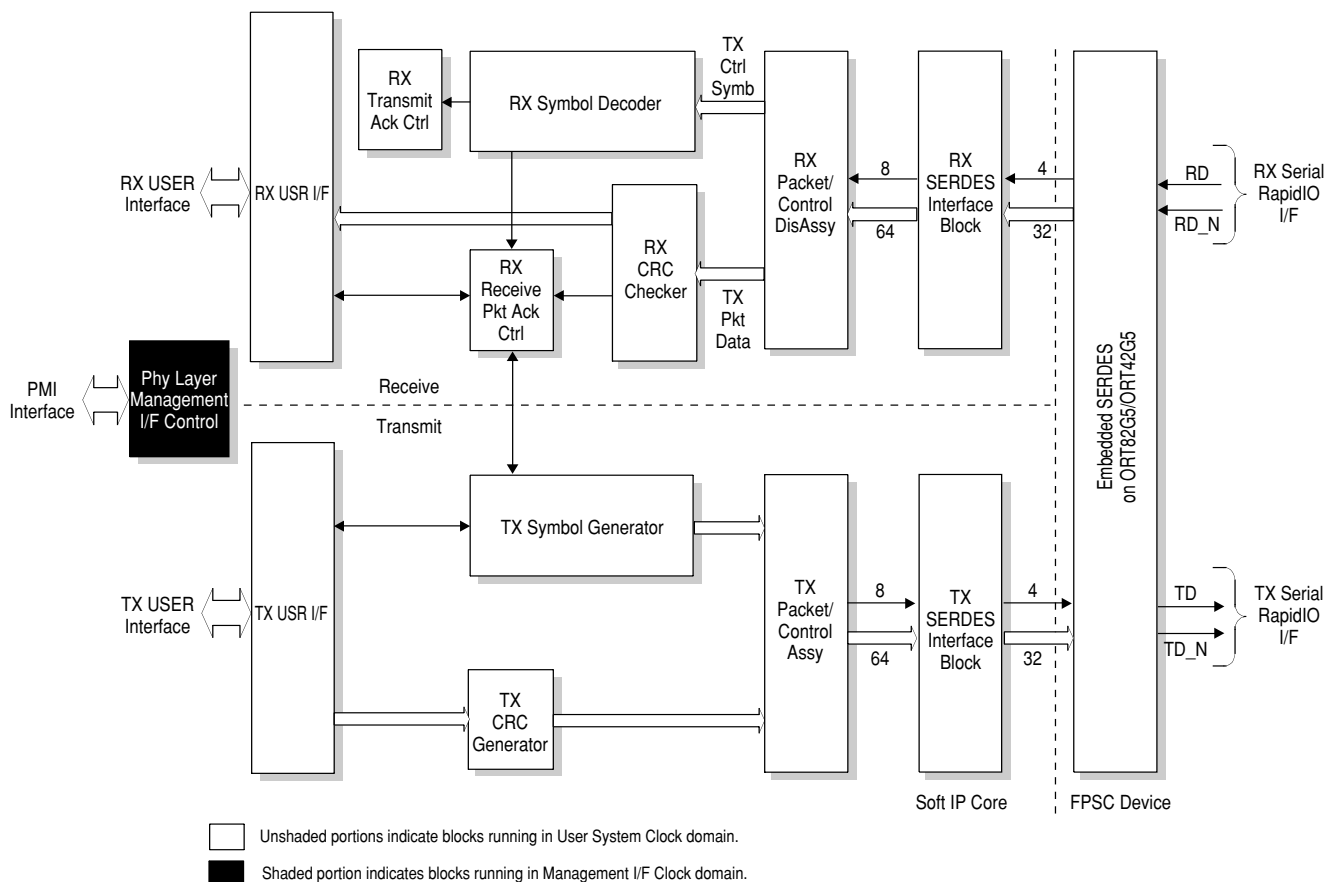 TX
Ctrl
Symb
RX
Transmit
Ack Ctrl
RX Symbol Decoder
RX USER
Interface
RX USR I/F
RX
Packet/
Control
DisAssy
8
64
RX
SERDES
Interface
Block
4
32
RD
RD_N
RX Serial
RapidIO
I/F
RX
CRC
Checker
RX
Receive
Pkt Ack
Ctrl
TX
Pkt
Data
Embedded SERDES
on ORT82G5/ORT42G5
PMI
Interface
Phy Layer
Management
I/F Control
Receive
Transmit
TX Symbol Generator
TX USER
Interface
TX USR I/F
TX
Packet/
Control
Assy
8
64
TX
SERDES
Interface
Block
4
32
TD
TD_N
TX Serial
RapidIO
I/F
TX
CRC
Generator
Soft IP Core
FPSC Device
Unshaded portions indicate blocks running in User System Clock domain.
Shaded portion indicates blocks running in Management I/F Clock domain.